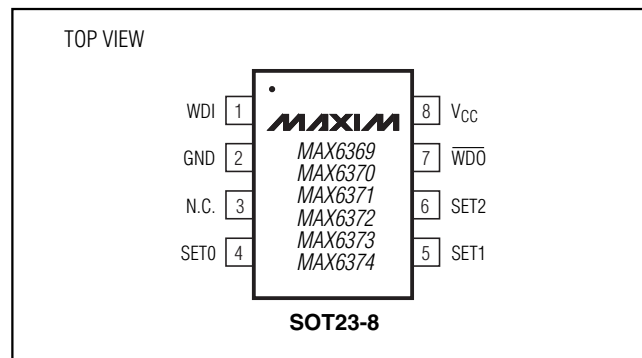 TOP VIEW
MAXIM
WDI 1 8 VCC
GND 2 MAX6369 7 WDO
MAX6370
N.C. 3 MAX6371 6 SET2
MAX6372
SET0 4 MAX6373 5 SET1
MAX6374
SOT23-8